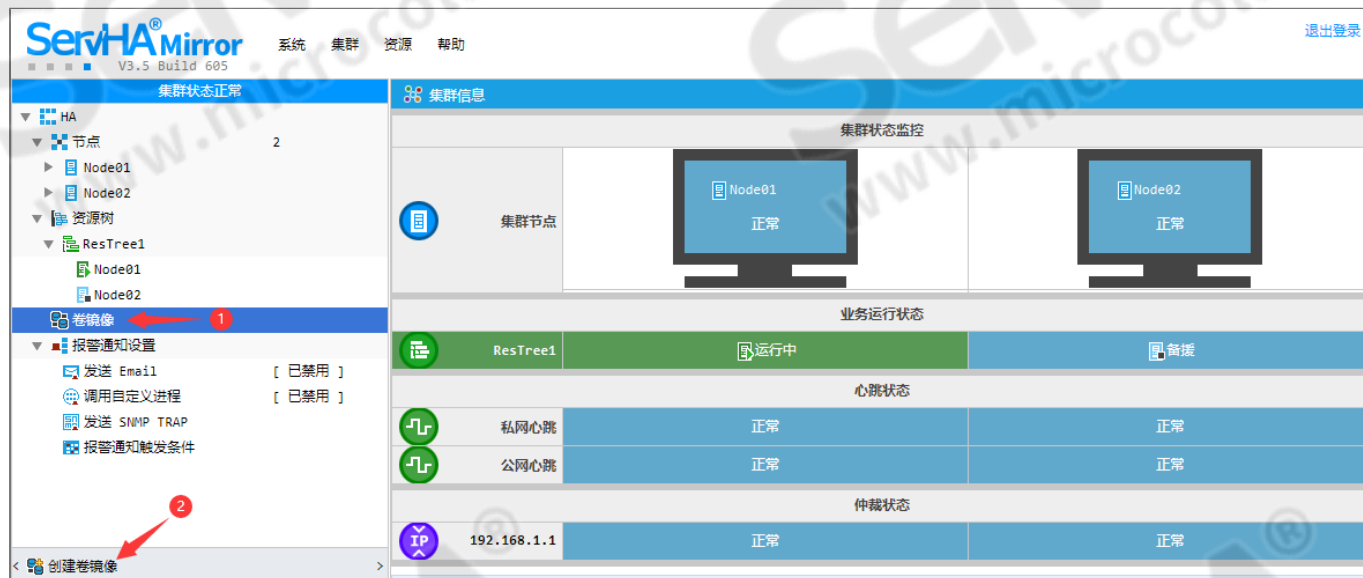 ServHA® Mirror
V3.5 Build 605
系统 集群 资源 帮助
退出登录
集群状态正常
HA
节点 2
Node01
Node02
资源树
ResTree1
Node01
Node02
卷镜像 1
报警通知设置
发送 Email [ 已禁用 ]
调用自定义进程 [ 已禁用 ]
发送 SNMP TRAP
报警通知触发条件
2
< 创建卷镜像 >
集群信息
集群状态监控
集群节点
Node01
正常
Node02
正常
业务运行状态
ResTree1 运行中 备援
心跳状态
私网心跳 正常 正常
公网心跳 正常 正常
仲裁状态
IP 192.168.1.1 正常 正常